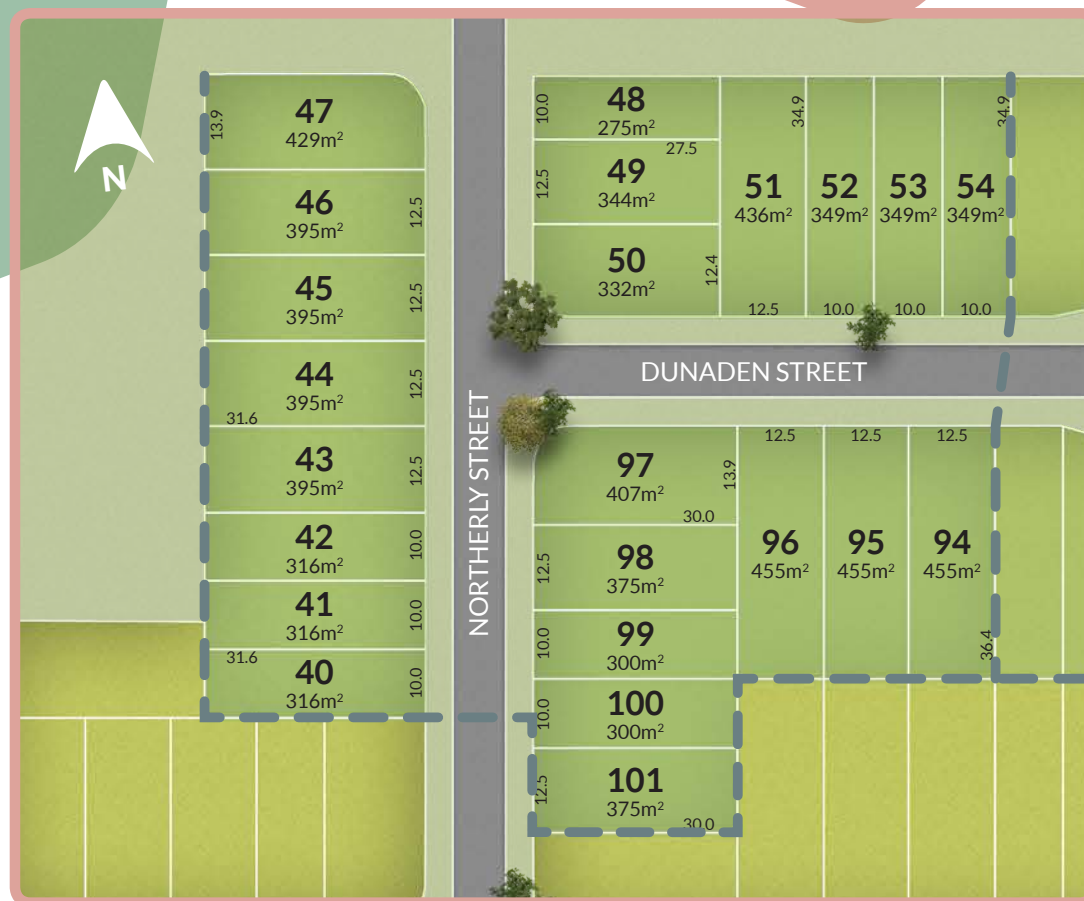 N
47
429m²
13.9
46
395m²
12.5
45
395m²
12.5
44
395m²
12.5
31.6
43
395m²
12.5
42
316m²
10.0
41
316m²
10.0
31.6
40
316m²
10.0
NORTHERLY STREET
10.0
48
275m²
27.5
12.5
49
344m²
50
332m²
12.4
34.9
51
436m²
12.5
52
349m²
10.0
53
349m²
10.0
34.9
54
349m²
10.0
DUNADEN STREET
97
407m²
13.9
30.0
12.5
98
375m²
10.0
99
300m²
10.0
100
300m²
12.5
101
375m²
30.0
12.5
96
455m²
12.5
95
455m²
12.5
94
455m²
36.4